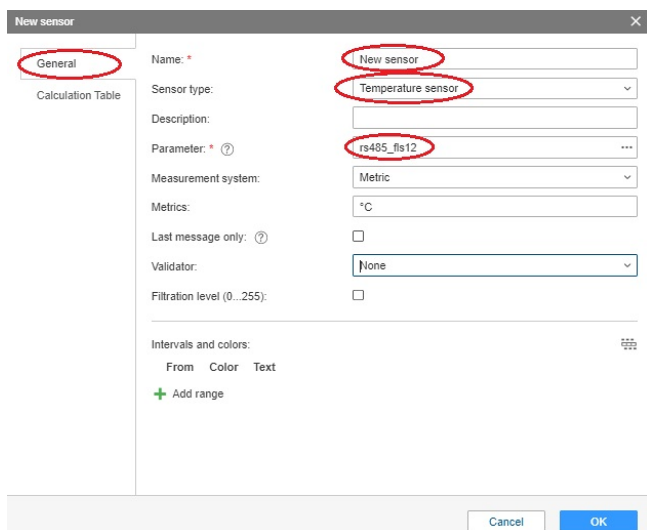 New sensor
General
Calculation Table
Name: * New sensor
Sensor type: Temperature sensor
Description:
Parameter: * ? rs485_fls12 ...
Measurement system: Metric
Metrics: °C
Last message only: ?
Validator: None
Filtration level (0...255):
Intervals and colors:
From Color Text
+ Add range
Cancel OK